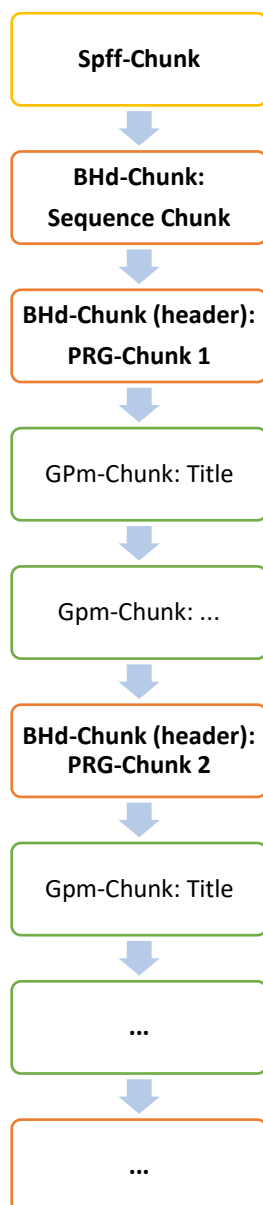 Spff-Chunk
BHd-Chunk:
Sequence Chunk
BHd-Chunk (header):
PRG-Chunk 1
GPm-Chunk: Title
Gpm-Chunk: ...
BHd-Chunk (header):
PRG-Chunk 2
Gpm-Chunk: Title
...
...